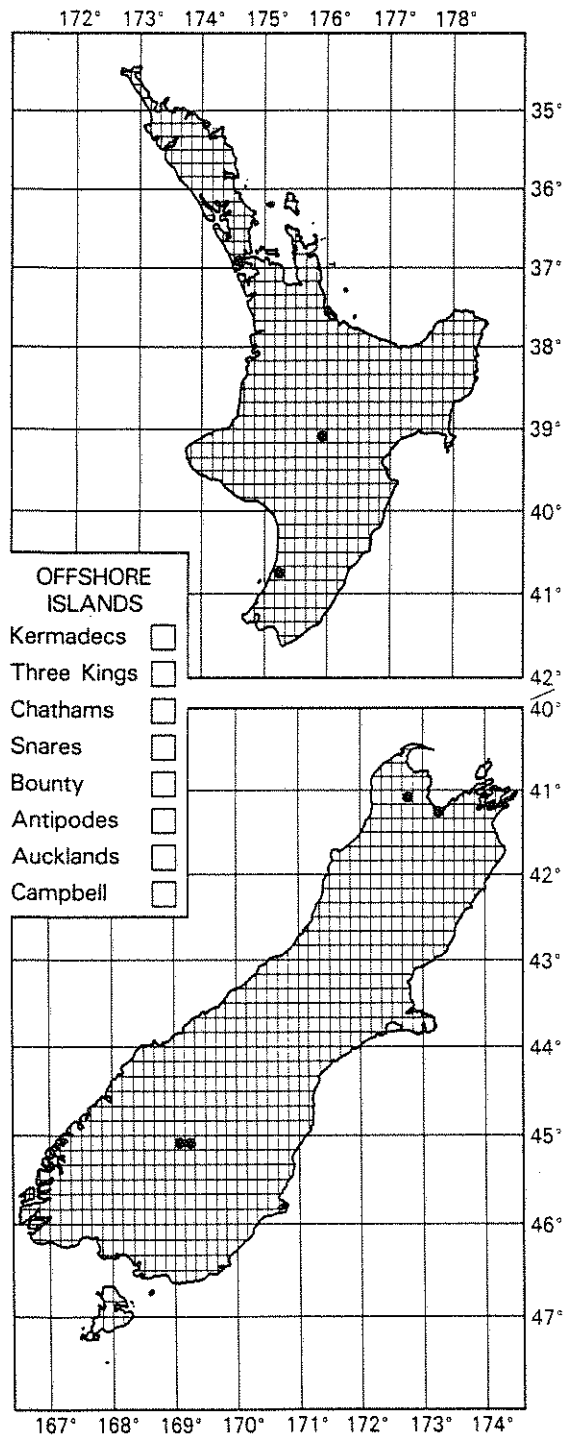 172° 173° 174° 175° 176° 177° 178°
35°
36°
37°
38°
39°
40°
41°
42°
OFFSHORE
ISLANDS
Kermadecs
Three Kings
Chathams
Snares
Bounty
Antipodes
Aucklands
Campbell
40°
41°
42°
43°
44°
45°
46°
47°
167° 168° 169° 170° 171° 172° 173° 174°